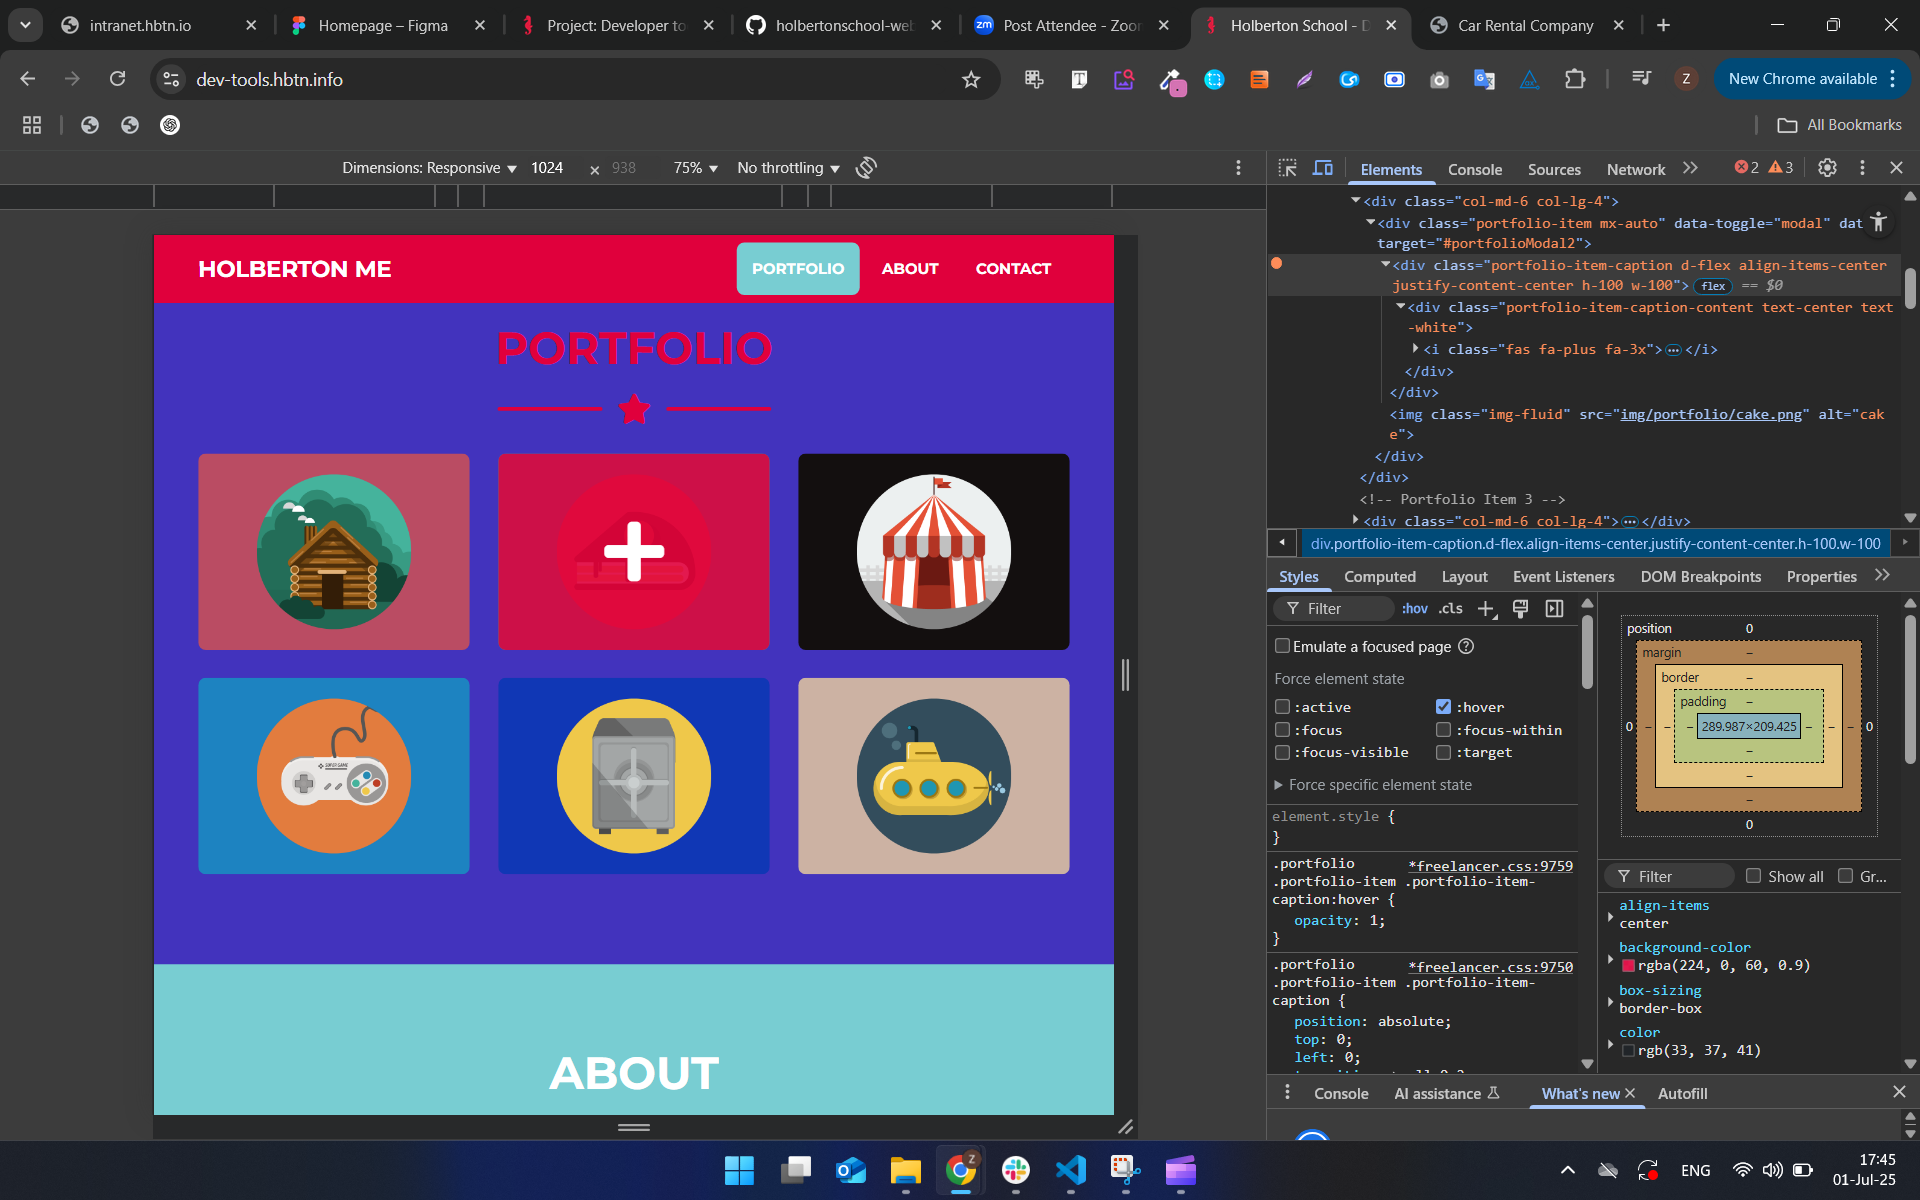 intranet.hbtn.io
Homepage – Figma
Project: Developer to
holbertonschool-web
Post Attendee - Zoom
Holberton School - D
Car Rental Company
dev-tools.hbtn.info
New Chrome available
All Bookmarks
Dimensions: Responsive 1024 × 938 75% No throttling
Elements Console Sources Network 2 3
<div class="col-md-6 col-lg-4">
<div class="portfolio-item mx-auto" data-toggle="modal" dat
target="#portfolioModal2">
<div class="portfolio-item-caption d-flex align-items-center
justify-content-center h-100 w-100"> flex == $0
<div class="portfolio-item-caption-content text-center text
-white">
<i class="fas fa-plus fa-3x">…</i>
</div>
</div>
<img class="img-fluid" src="img/portfolio/cake.png" alt="cak
e">
</div>
</div>
<!-- Portfolio Item 3 -->
<div class="col-md-6 col-lg-4">…</div>
div.portfolio-item-caption.d-flex.align-items-center.justify-content-center.h-100.w-100
HOLBERTON ME
PORTFOLIO ABOUT CONTACT
PORTFOLIO
ABOUT
Styles Computed Layout Event Listeners DOM Breakpoints Properties
Filter :hov .cls
Emulate a focused page
Force element state
:active :hover
:focus :focus-within
:focus-visible :target
Force specific element state
element.style {
}
.portfolio *freelancer.css:9759
.portfolio-item .portfolio-item-
caption:hover {
opacity: 1;
}
.portfolio *freelancer.css:9750
.portfolio-item .portfolio-item-
caption {
position: absolute;
top: 0;
left: 0;
position 0
margin –
border –
padding –
0 – – – 289.987×209.425 – – – 0
–
–
–
0
Filter Show all Gr...
align-items
center
background-color
rgba(224, 0, 60, 0.9)
box-sizing
border-box
color
rgb(33, 37, 41)
Console AI assistance What's new Autofill
ENG
17:45
01-Jul-25